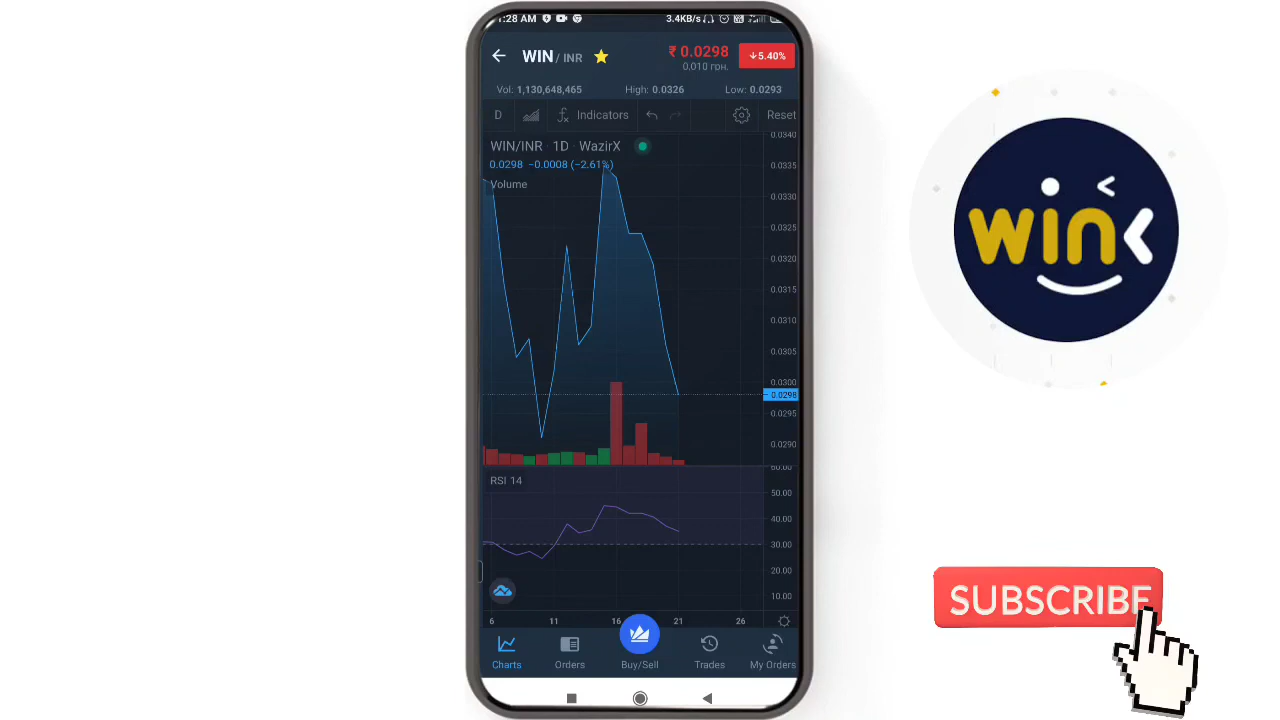 1:28 AM 3.4KB/s
WIN / INR ₹ 0.0298 5.40%
0.010 грн.
Vol: 1,130,648,465 High: 0.0326 Low: 0.0293
D fx Indicators Reset
WIN/INR · 1D · WazirX
0.0298 −0.0008 (−2.61%)
Volume
0.0340
0.0335
0.0330
0.0325
0.0320
0.0315
0.0310
0.0305
0.0300
0.0298
0.0295
0.0290
RSI 14
60.00
50.00
40.00
30.00
20.00
10.00
6 11 16 21 26
Charts Orders Buy/Sell Trades My Orders
win
SUBSCRIBE